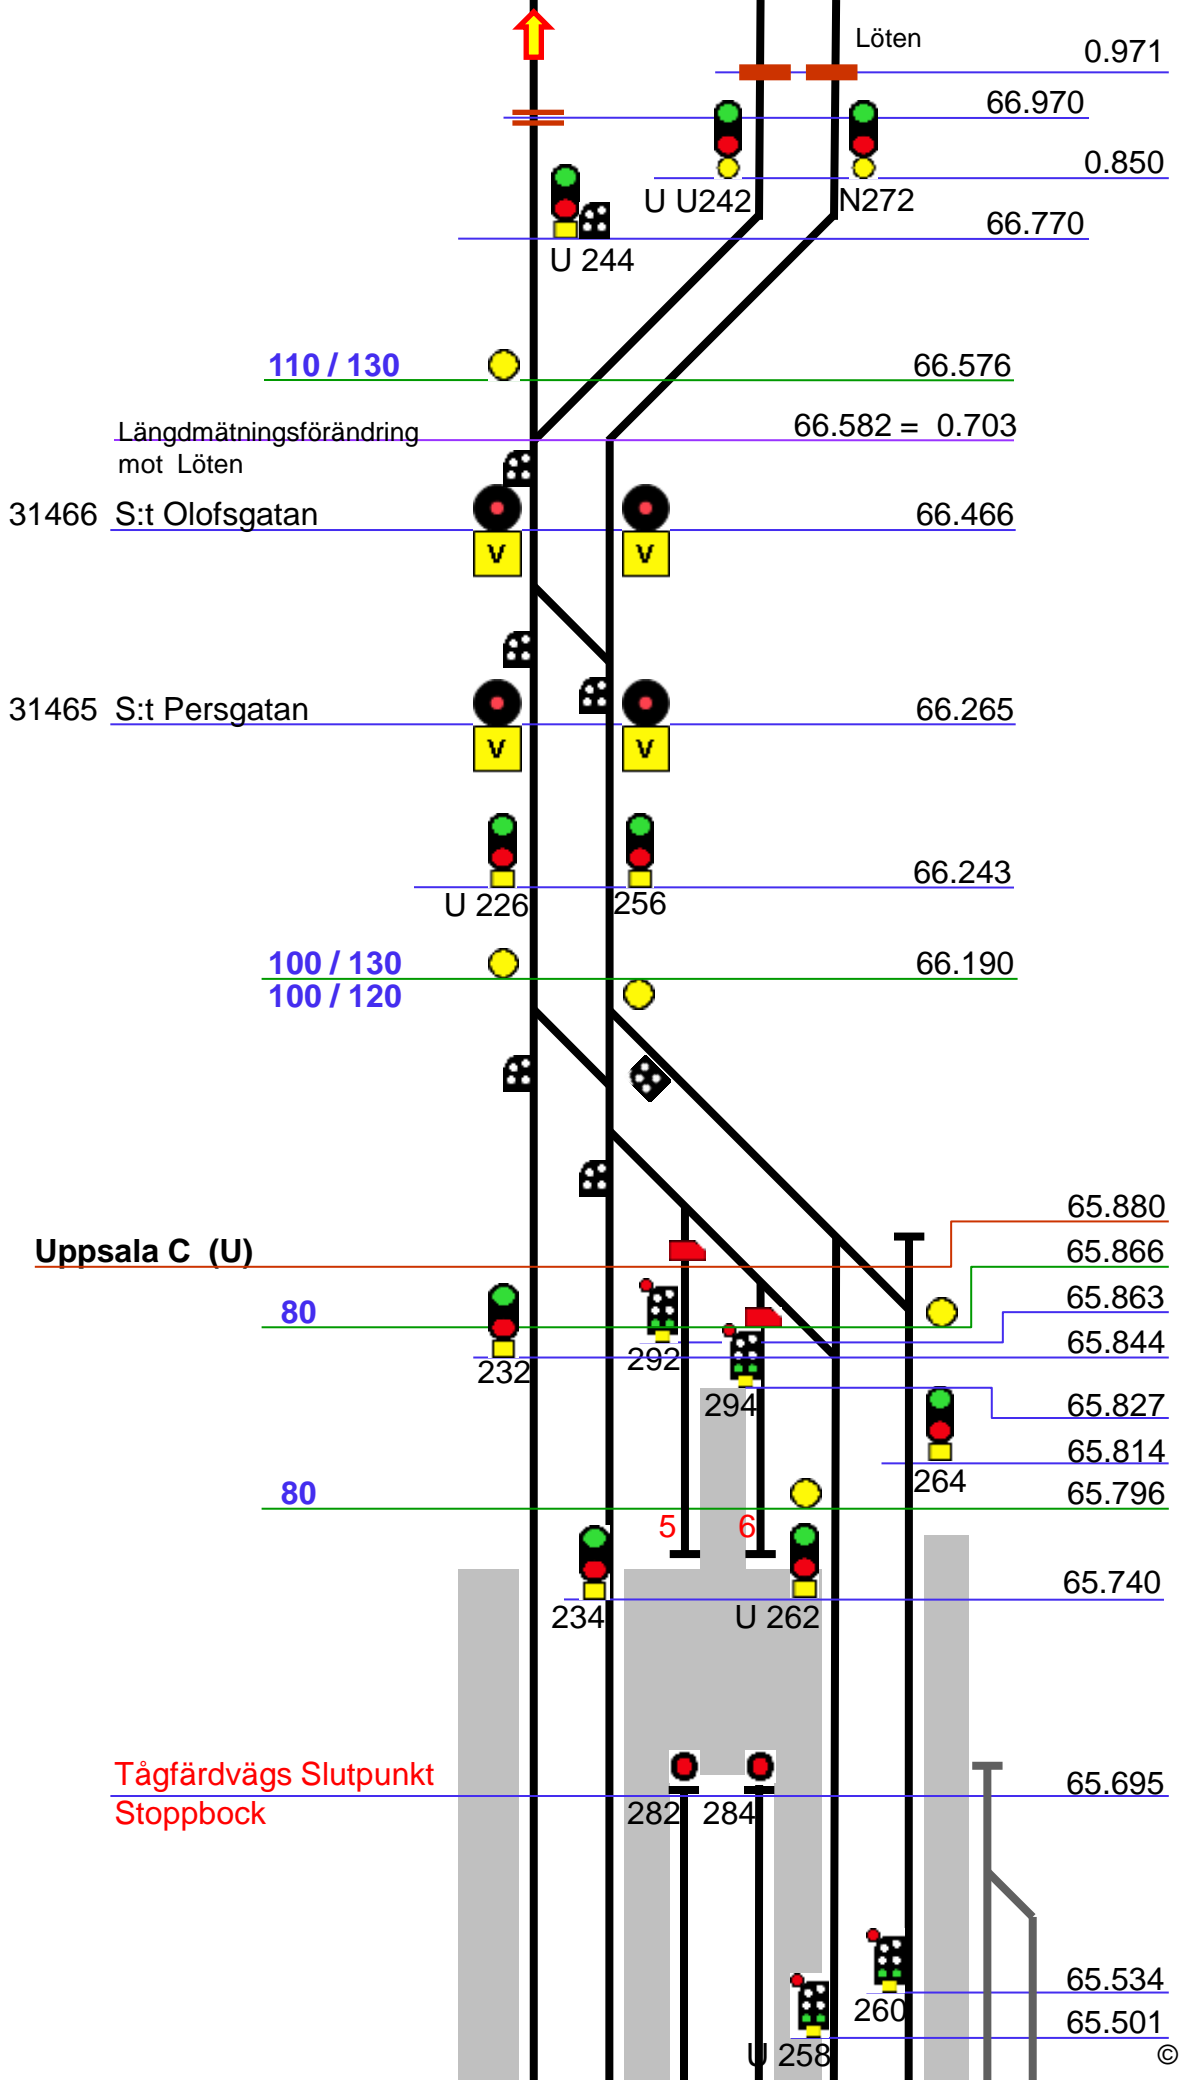 Löten
0.971
66.970
0.850
U U242
N272
66.770
U 244
110 / 130
66.576
Längdmätningsförändring
mot Löten
66.582 = 0.703
31466 S:t Olofsgatan
66.466
V
V
31465 S:t Persgatan
66.265
V
V
66.243
U 226
256
100 / 130
66.190
100 / 120
65.880
Uppsala C (U)
65.866
65.863
80
65.844
232
292
294
65.827
65.814
264
80
65.796
5
6
65.740
234
U 262
Tågfärdvägs Slutpunkt
65.695
Stoppbock
282
284
65.534
260
65.501
U 258
©